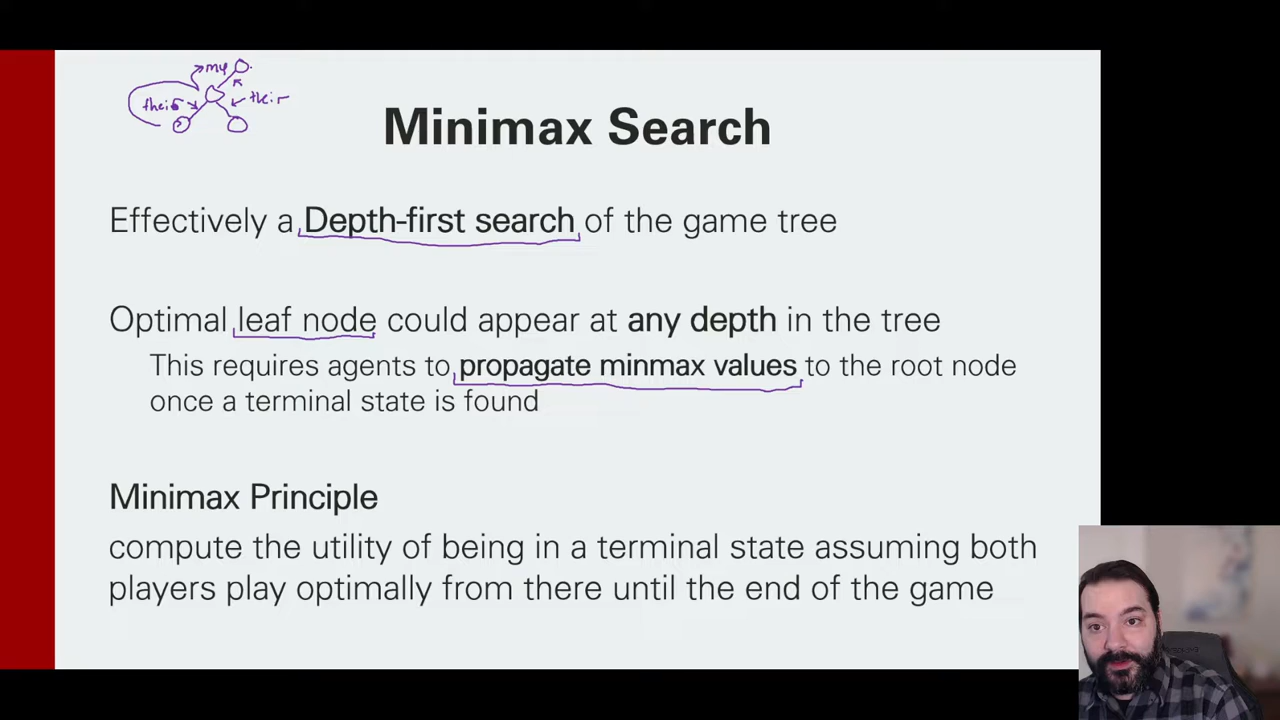 my
their
their
Minimax Search
Effectively a Depth-first search of the game tree
Optimal leaf node could appear at any depth in the tree
This requires agents to propagate minmax values to the root node
once a terminal state is found
Minimax Principle
compute the utility of being in a terminal state assuming both
players play optimally from there until the end of the game